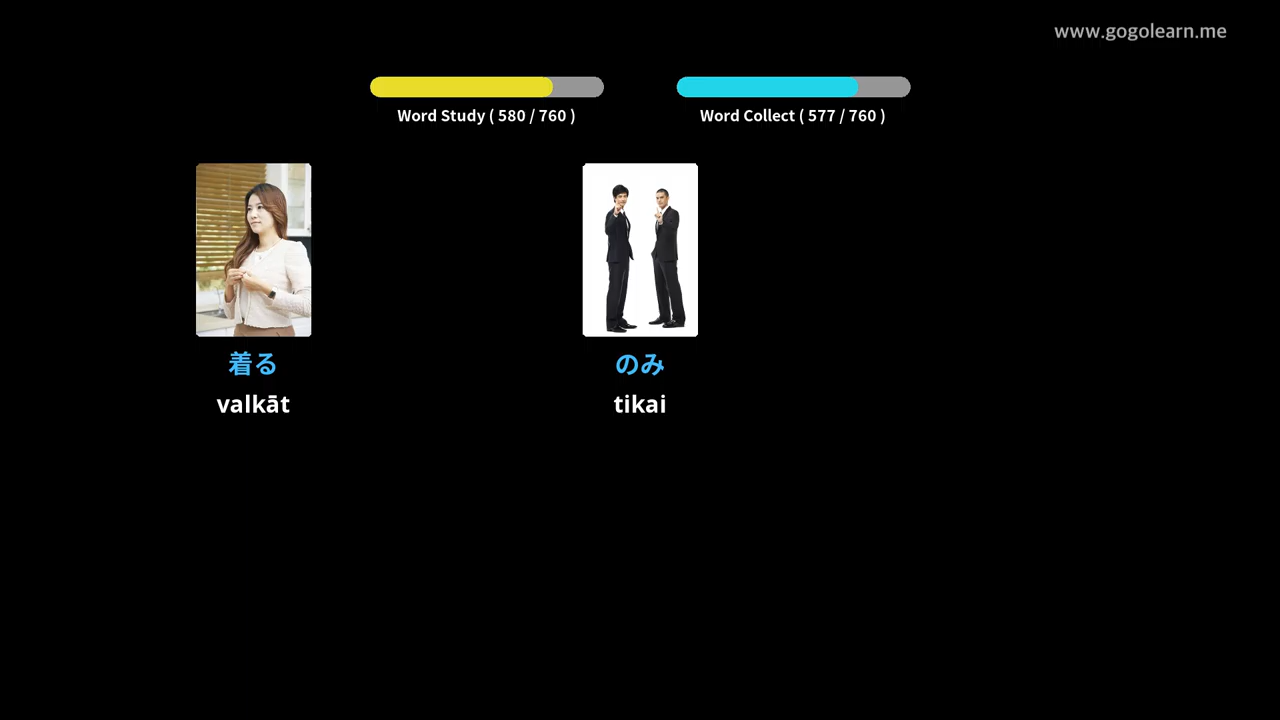 www.gogolearn.me
Word Study ( 580 / 760 )
Word Collect ( 577 / 760 )
着る
valkāt
のみ
tikai